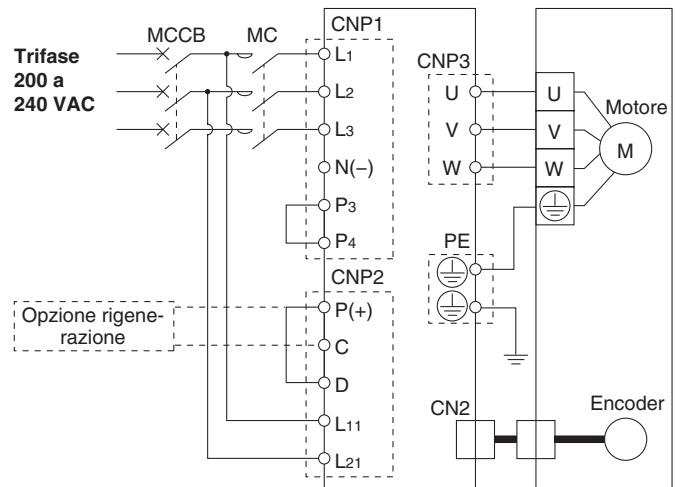 CNP1
MCCB
MC
Trifase
200 a
240 VAC
L1
L2
L3
N(–)
P3
P4
CNP3
U
V
W
U
V
W
Motore
M
PE
CNP2
P(+)
C
D
L11
L21
Opzione rigene-
razione
CN2
Encoder